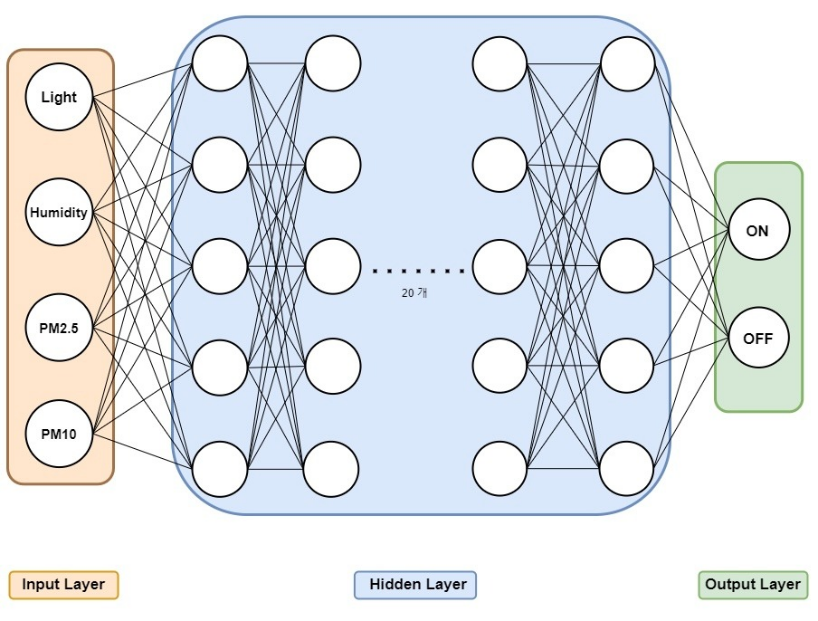 Light
Humidity
PM2.5
PM10
20 개
ON
OFF
Input Layer
Hidden Layer
Output Layer